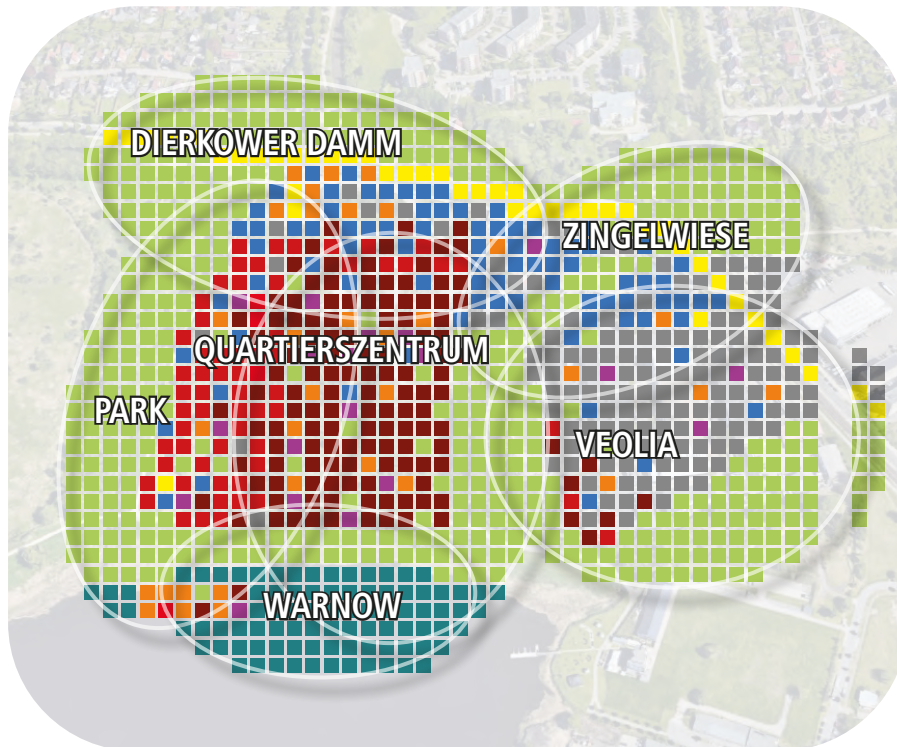 DIERKOWER DAMM
ZINGELWIESE
QUARTIERSZENTRUM
PARK
VEOLIA
WARNOW